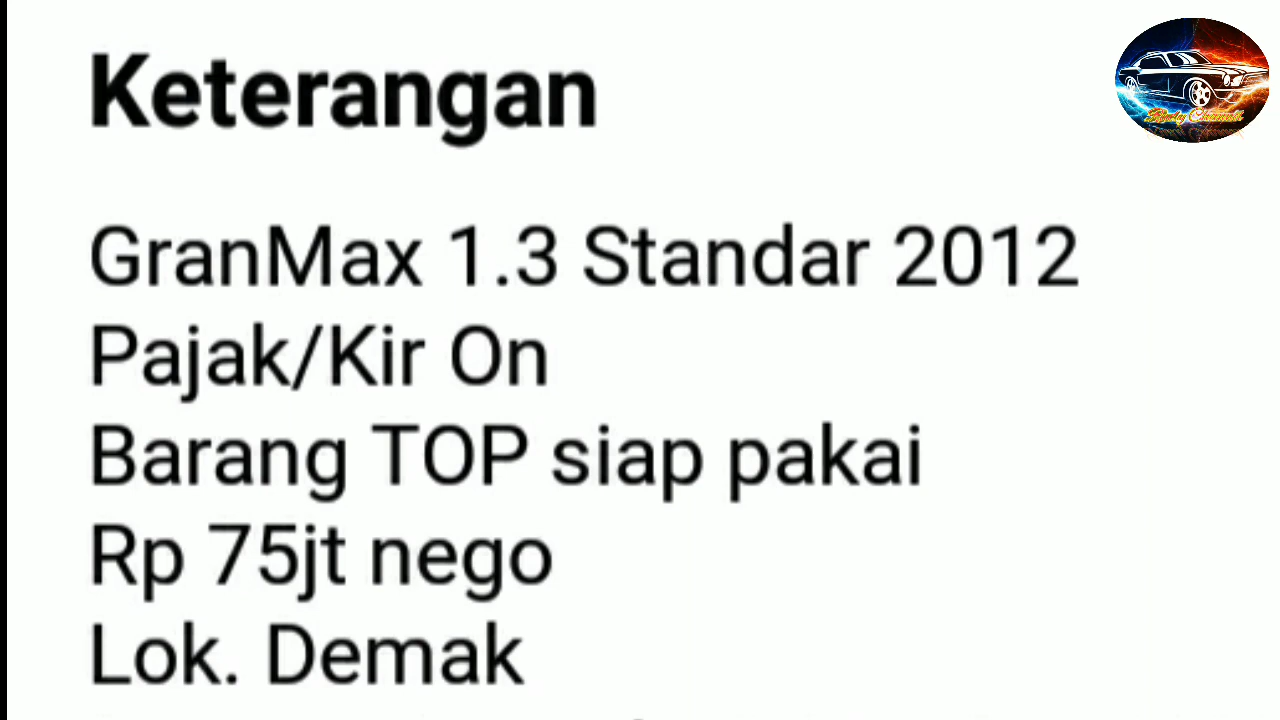 Keterangan
GranMax 1.3 Standar 2012
Pajak/Kir On
Barang TOP siap pakai
Rp 75jt nego
Lok. Demak